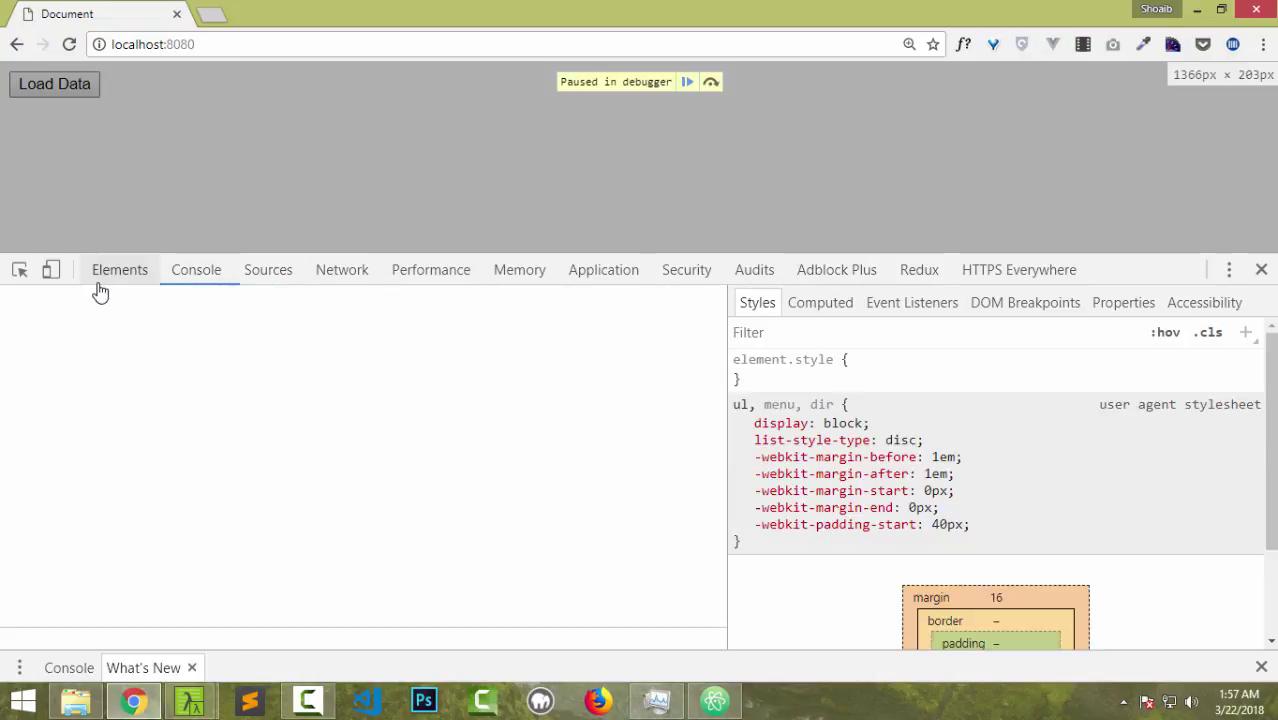 Document
Shoaib
localhost:8080
f?
Load Data
Paused in debugger
1366px × 203px
Elements Console Sources Network Performance Memory Application Security Audits Adblock Plus Redux HTTPS Everywhere
Styles Computed Event Listeners DOM Breakpoints Properties Accessibility
Filter
:hov .cls +
element.style {
}
ul, menu, dir { user agent stylesheet
display: block;
list-style-type: disc;
-webkit-margin-before: 1em;
-webkit-margin-after: 1em;
-webkit-margin-start: 0px;
-webkit-margin-end: 0px;
-webkit-padding-start: 40px;
}
margin 16
border –
padding –
Console What's New
Ps
1:57 AM
3/22/2018